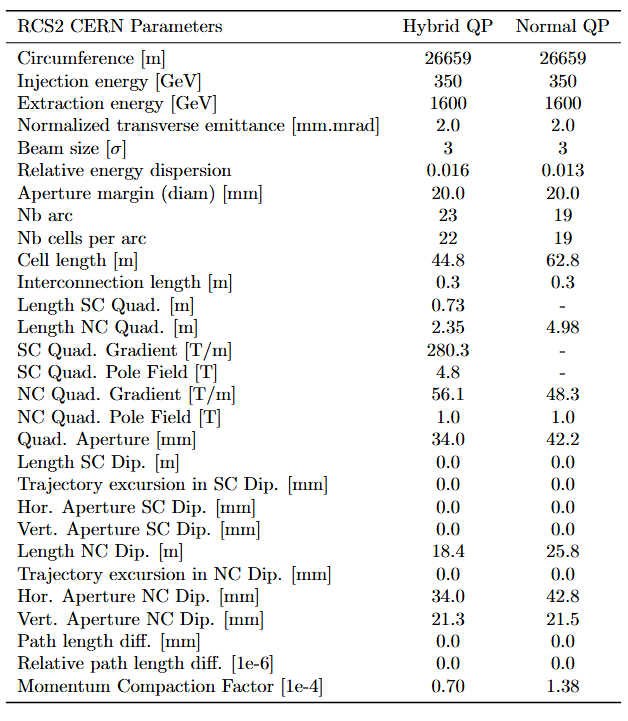 RCS2 CERN Parameters Hybrid QP Normal QP
Circumference [m] 26659 26659
Injection energy [GeV] 350 350
Extraction energy [GeV] 1600 1600
Normalized transverse emittance [mm.mrad] 2.0 2.0
Beam size [σ] 3 3
Relative energy dispersion 0.016 0.013
Aperture margin (diam) [mm] 20.0 20.0
Nb arc 23 19
Nb cells per arc 22 19
Cell length [m] 44.8 62.8
Interconnection length [m] 0.3 0.3
Length SC Quad. [m] 0.73 -
Length NC Quad. [m] 2.35 4.98
SC Quad. Gradient [T/m] 280.3 -
SC Quad. Pole Field [T] 4.8 -
NC Quad. Gradient [T/m] 56.1 48.3
NC Quad. Pole Field [T] 1.0 1.0
Quad. Aperture [mm] 34.0 42.2
Length SC Dip. [m] 0.0 0.0
Trajectory excursion in SC Dip. [mm] 0.0 0.0
Hor. Aperture SC Dip. [mm] 0.0 0.0
Vert. Aperture SC Dip. [mm] 0.0 0.0
Length NC Dip. [m] 18.4 25.8
Trajectory excursion in NC Dip. [mm] 0.0 0.0
Hor. Aperture NC Dip. [mm] 34.0 42.8
Vert. Aperture NC Dip. [mm] 21.3 21.5
Path length diff. [mm] 0.0 0.0
Relative path length diff. [1e-6] 0.0 0.0
Momentum Compaction Factor [1e-4] 0.70 1.38